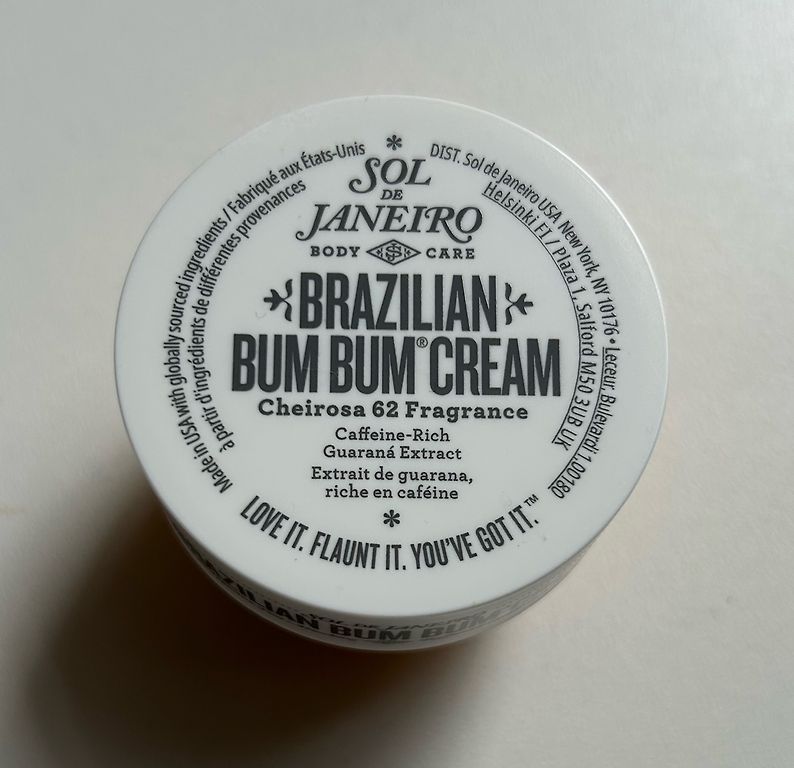 *
SOL
DE
JANEIRO
BODY CARE
BRAZILIAN
BUM BUM® CREAM
Cheirosa 62 Fragrance
Caffeine-Rich
Guaraná Extract
Extrait de guarana,
riche en caféine
*
LOVE IT. FLAUNT IT. YOU'VE GOT IT.™
Made in USA with globally sourced ingredients / Fabriqué aux États-Unis
à partir d'ingrédients de différentes provenances
DIST. Sol de Janeiro USA New York, NY 10176 • Leceur, Bulevardi 1, 00180
Helsinki FI / Plaza 1, Salford M50 3UB UK
SOL DE JANEIRO
BRAZILIAN BUM BUM